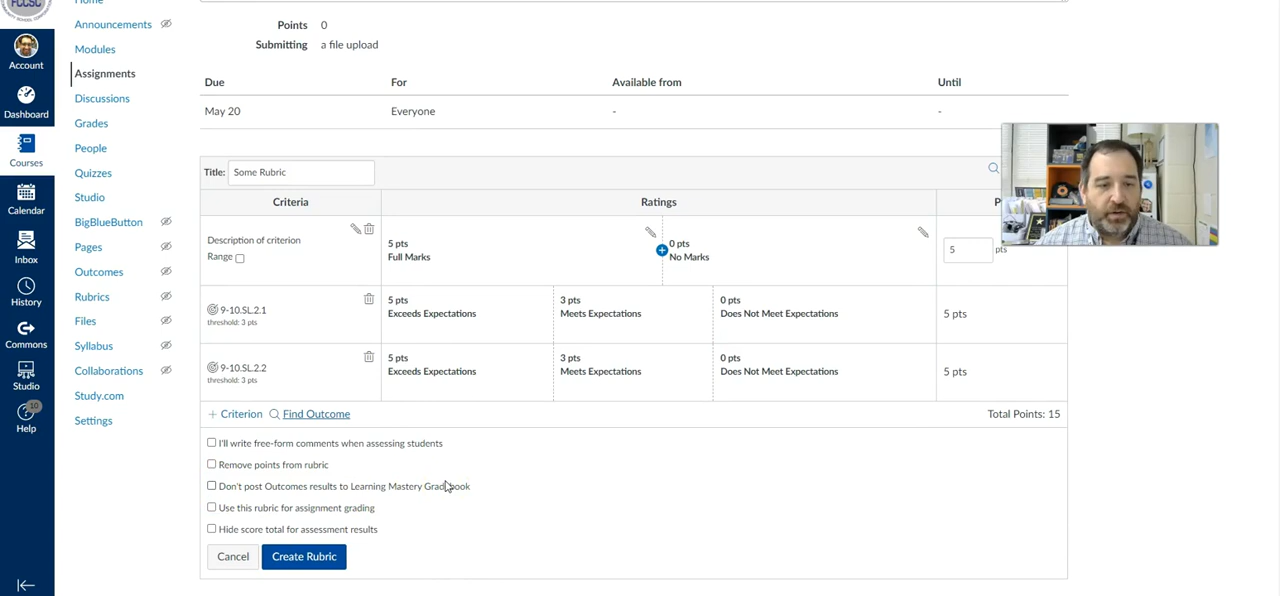 FCCSC
Home
Announcements
Modules
Assignments
Discussions
Grades
People
Quizzes
Studio
BigBlueButton
Pages
Outcomes
Rubrics
Files
Syllabus
Collaborations
Study.com
Settings
Account
Dashboard
Courses
Calendar
Inbox
History
Commons
Studio
10
Help
Points 0
Submitting a file upload
Due For Available from Until
May 20 Everyone - -
Title: Some Rubric
Criteria Ratings P
Description of criterion
Range
5 pts
Full Marks
0 pts
No Marks
5 pts
9-10.SL.2.1
threshold: 3 pts
5 pts
Exceeds Expectations
3 pts
Meets Expectations
0 pts
Does Not Meet Expectations
5 pts
9-10.SL.2.2
threshold: 3 pts
5 pts
Exceeds Expectations
3 pts
Meets Expectations
0 pts
Does Not Meet Expectations
5 pts
+ Criterion Find Outcome Total Points: 15
I'll write free-form comments when assessing students
Remove points from rubric
Don't post Outcomes results to Learning Mastery Gradebook
Use this rubric for assignment grading
Hide score total for assessment results
Cancel Create Rubric